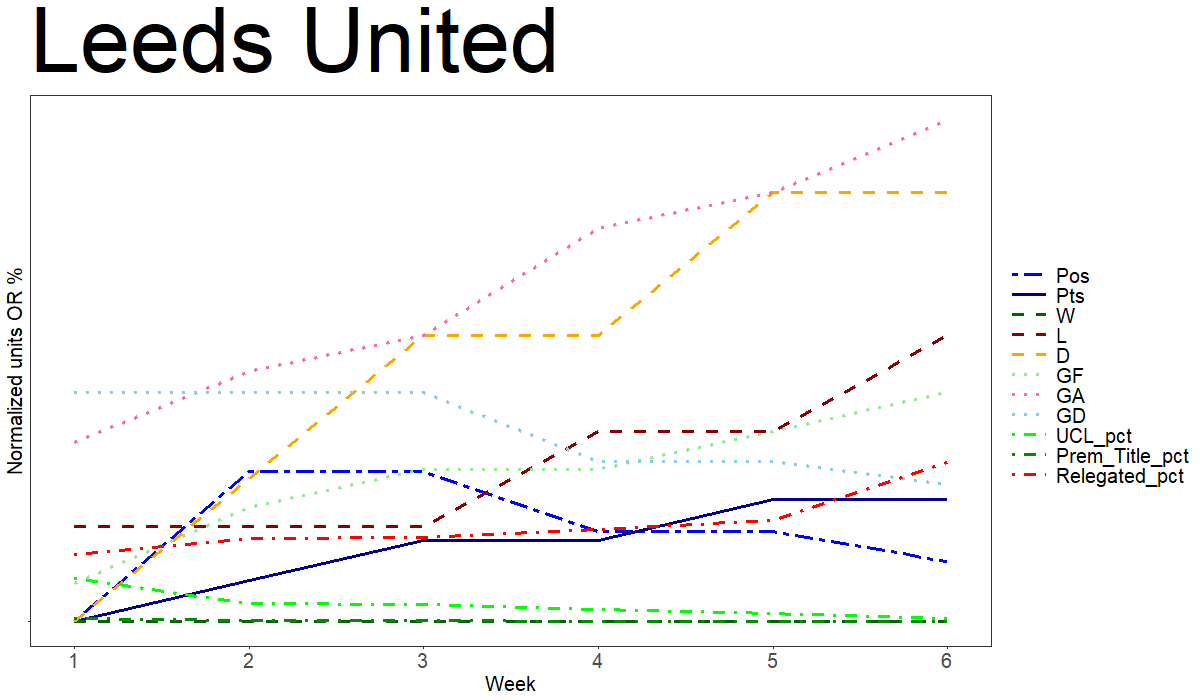 Leeds United
Normalized units OR %
Pos
Pts
W
L
D
GF
GA
GD
UCL_pct
Prem_Title_pct
Relegated_pct
1 2 3 4 5 6
Week